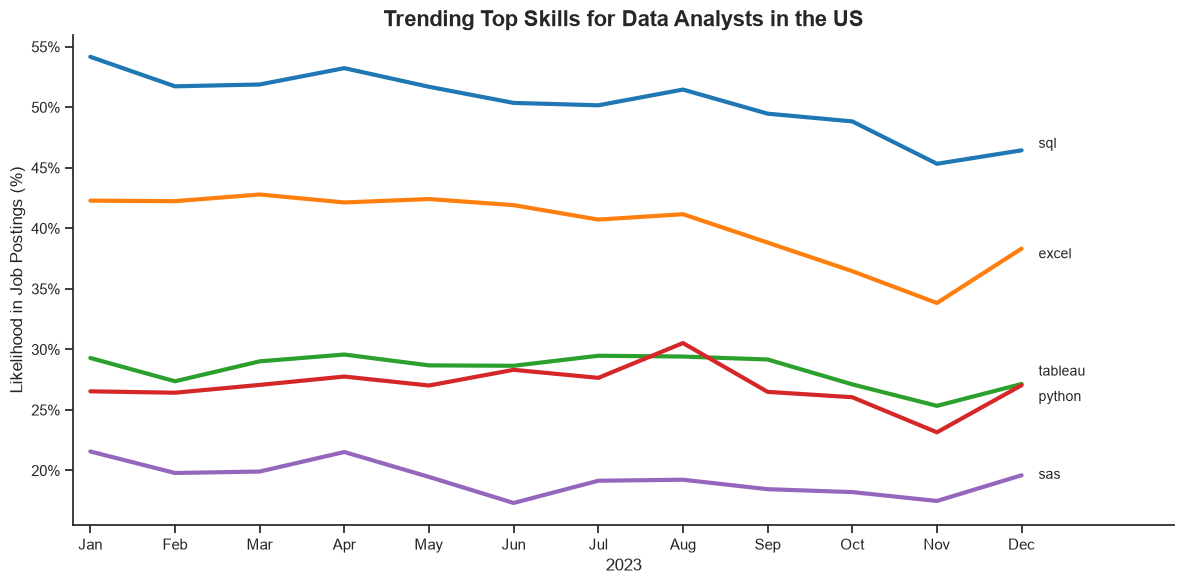 Trending Top Skills for Data Analysts in the US
Likelihood in Job Postings (%)
55%
50%
45%
40%
35%
30%
25%
20%
sql
excel
tableau
python
sas
Jan Feb Mar Apr May Jun Jul Aug Sep Oct Nov Dec
2023